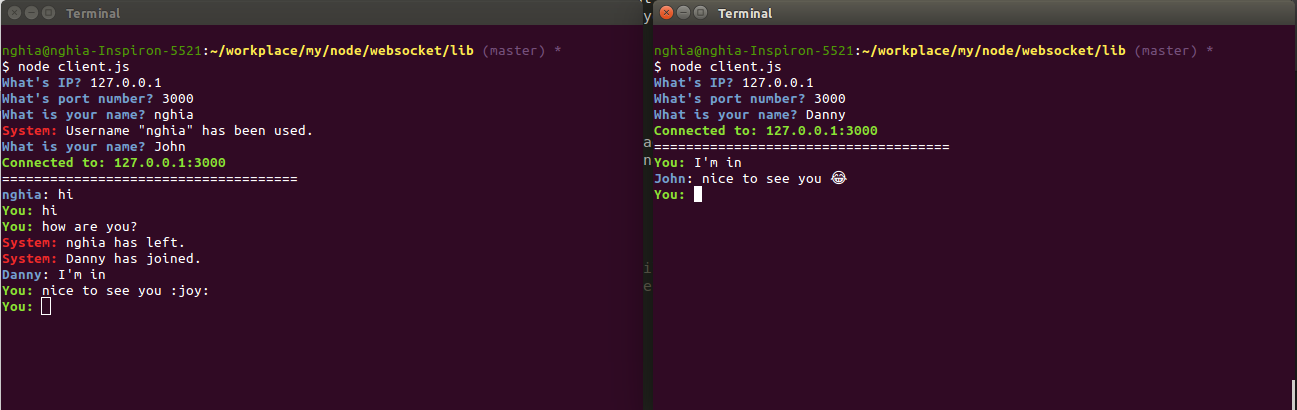 Terminal
nghia@nghia-Inspiron-5521:~/workplace/my/node/websocket/lib (master) *
$ node client.js
What's IP? 127.0.0.1
What's port number? 3000
What is your name? nghia
System: Username "nghia" has been used.
What is your name? John
Connected to: 127.0.0.1:3000
=====================================
nghia: hi
You: hi
You: how are you?
System: nghia has left.
System: Danny has joined.
Danny: I'm in
You: nice to see you :joy:
You:
y
a
n
i
e
Terminal
nghia@nghia-Inspiron-5521:~/workplace/my/node/websocket/lib (master) *
$ node client.js
What's IP? 127.0.0.1
What's port number? 3000
What is your name? Danny
Connected to: 127.0.0.1:3000
=====================================
You: I'm in
John: nice to see you 😂
You: